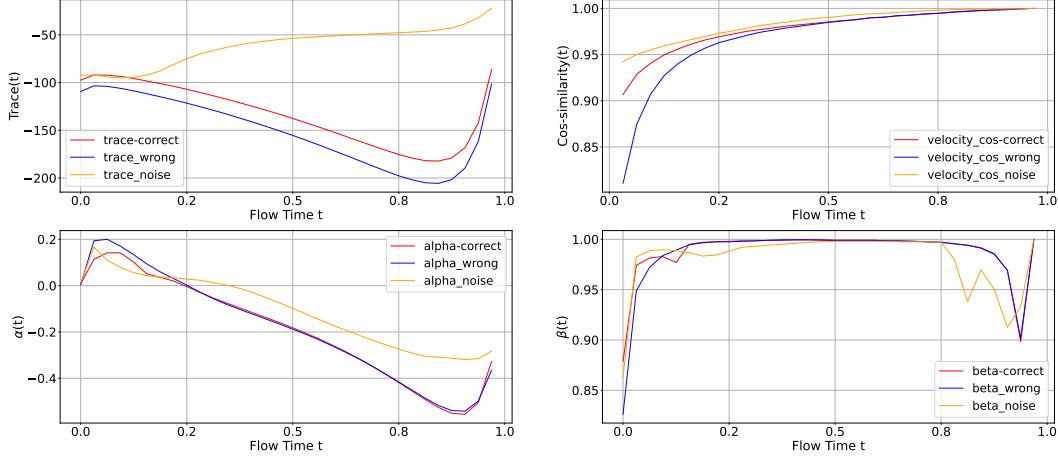 Trace(t)
−50
−100
−150
−200
trace-correct
trace_wrong
trace_noise
0.0
0.2
0.5
0.8
1.0
Flow Time t
Cos-similarity(t)
1.00
0.95
0.90
0.85
velocity_cos-correct
velocity_cos_wrong
velocity_cos_noise
0.0
0.2
0.5
0.8
1.0
Flow Time t
α(t)
0.2
0.0
−0.2
−0.4
alpha-correct
alpha_wrong
alpha_noise
0.0
0.2
0.5
0.8
1.0
Flow Time t
β(t)
1.00
0.95
0.90
0.85
beta-correct
beta_wrong
beta_noise
0.0
0.2
0.5
0.8
1.0
Flow Time t